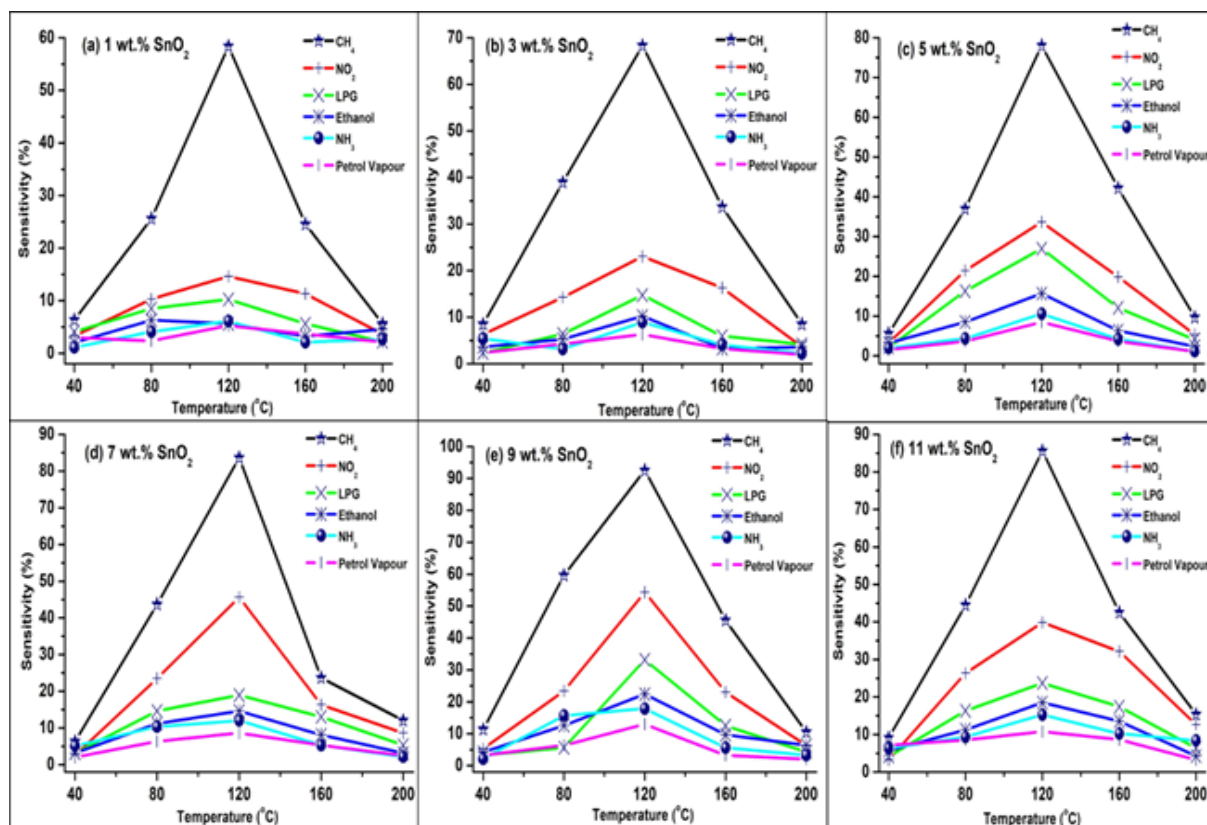 (a) 1 wt.% SnO₂
CH₄
NO₂
LPG
Ethanol
NH₃
Petrol Vapour
60
50
40
30
20
10
0
Sensitivity (%)
40 80 120 160 200
Temperature (°C)
(b) 3 wt.% SnO₂
CH₄
NO₂
LPG
Ethanol
NH₃
Petrol Vapour
70
60
50
40
30
20
10
0
Sensitivity (%)
40 80 120 160 200
Temperature (°C)
(c) 5 wt.% SnO₂
CH₄
NO₂
LPG
Ethanol
NH₃
Petrol Vapour
80
70
60
50
40
30
20
10
0
Sensitivity (%)
40 80 120 160 200
Temperature (°C)
(d) 7 wt.% SnO₂
CH₄
NO₂
LPG
Ethanol
NH₃
Petrol Vapour
90
80
70
60
50
40
30
20
10
0
Sensitivity (%)
40 80 120 160 200
Temperature (°C)
(e) 9 wt.% SnO₂
CH₄
NO₂
LPG
Ethanol
NH₃
Petrol Vapour
100
90
80
70
60
50
40
30
20
10
0
Sensitivity (%)
40 80 120 160 200
Temperature (°C)
(f) 11 wt.% SnO₂
CH₄
NO₂
LPG
Ethanol
NH₃
Petrol Vapour
90
80
70
60
50
40
30
20
10
0
Sensitivity (%)
40 80 120 160 200
Temperature (°C)